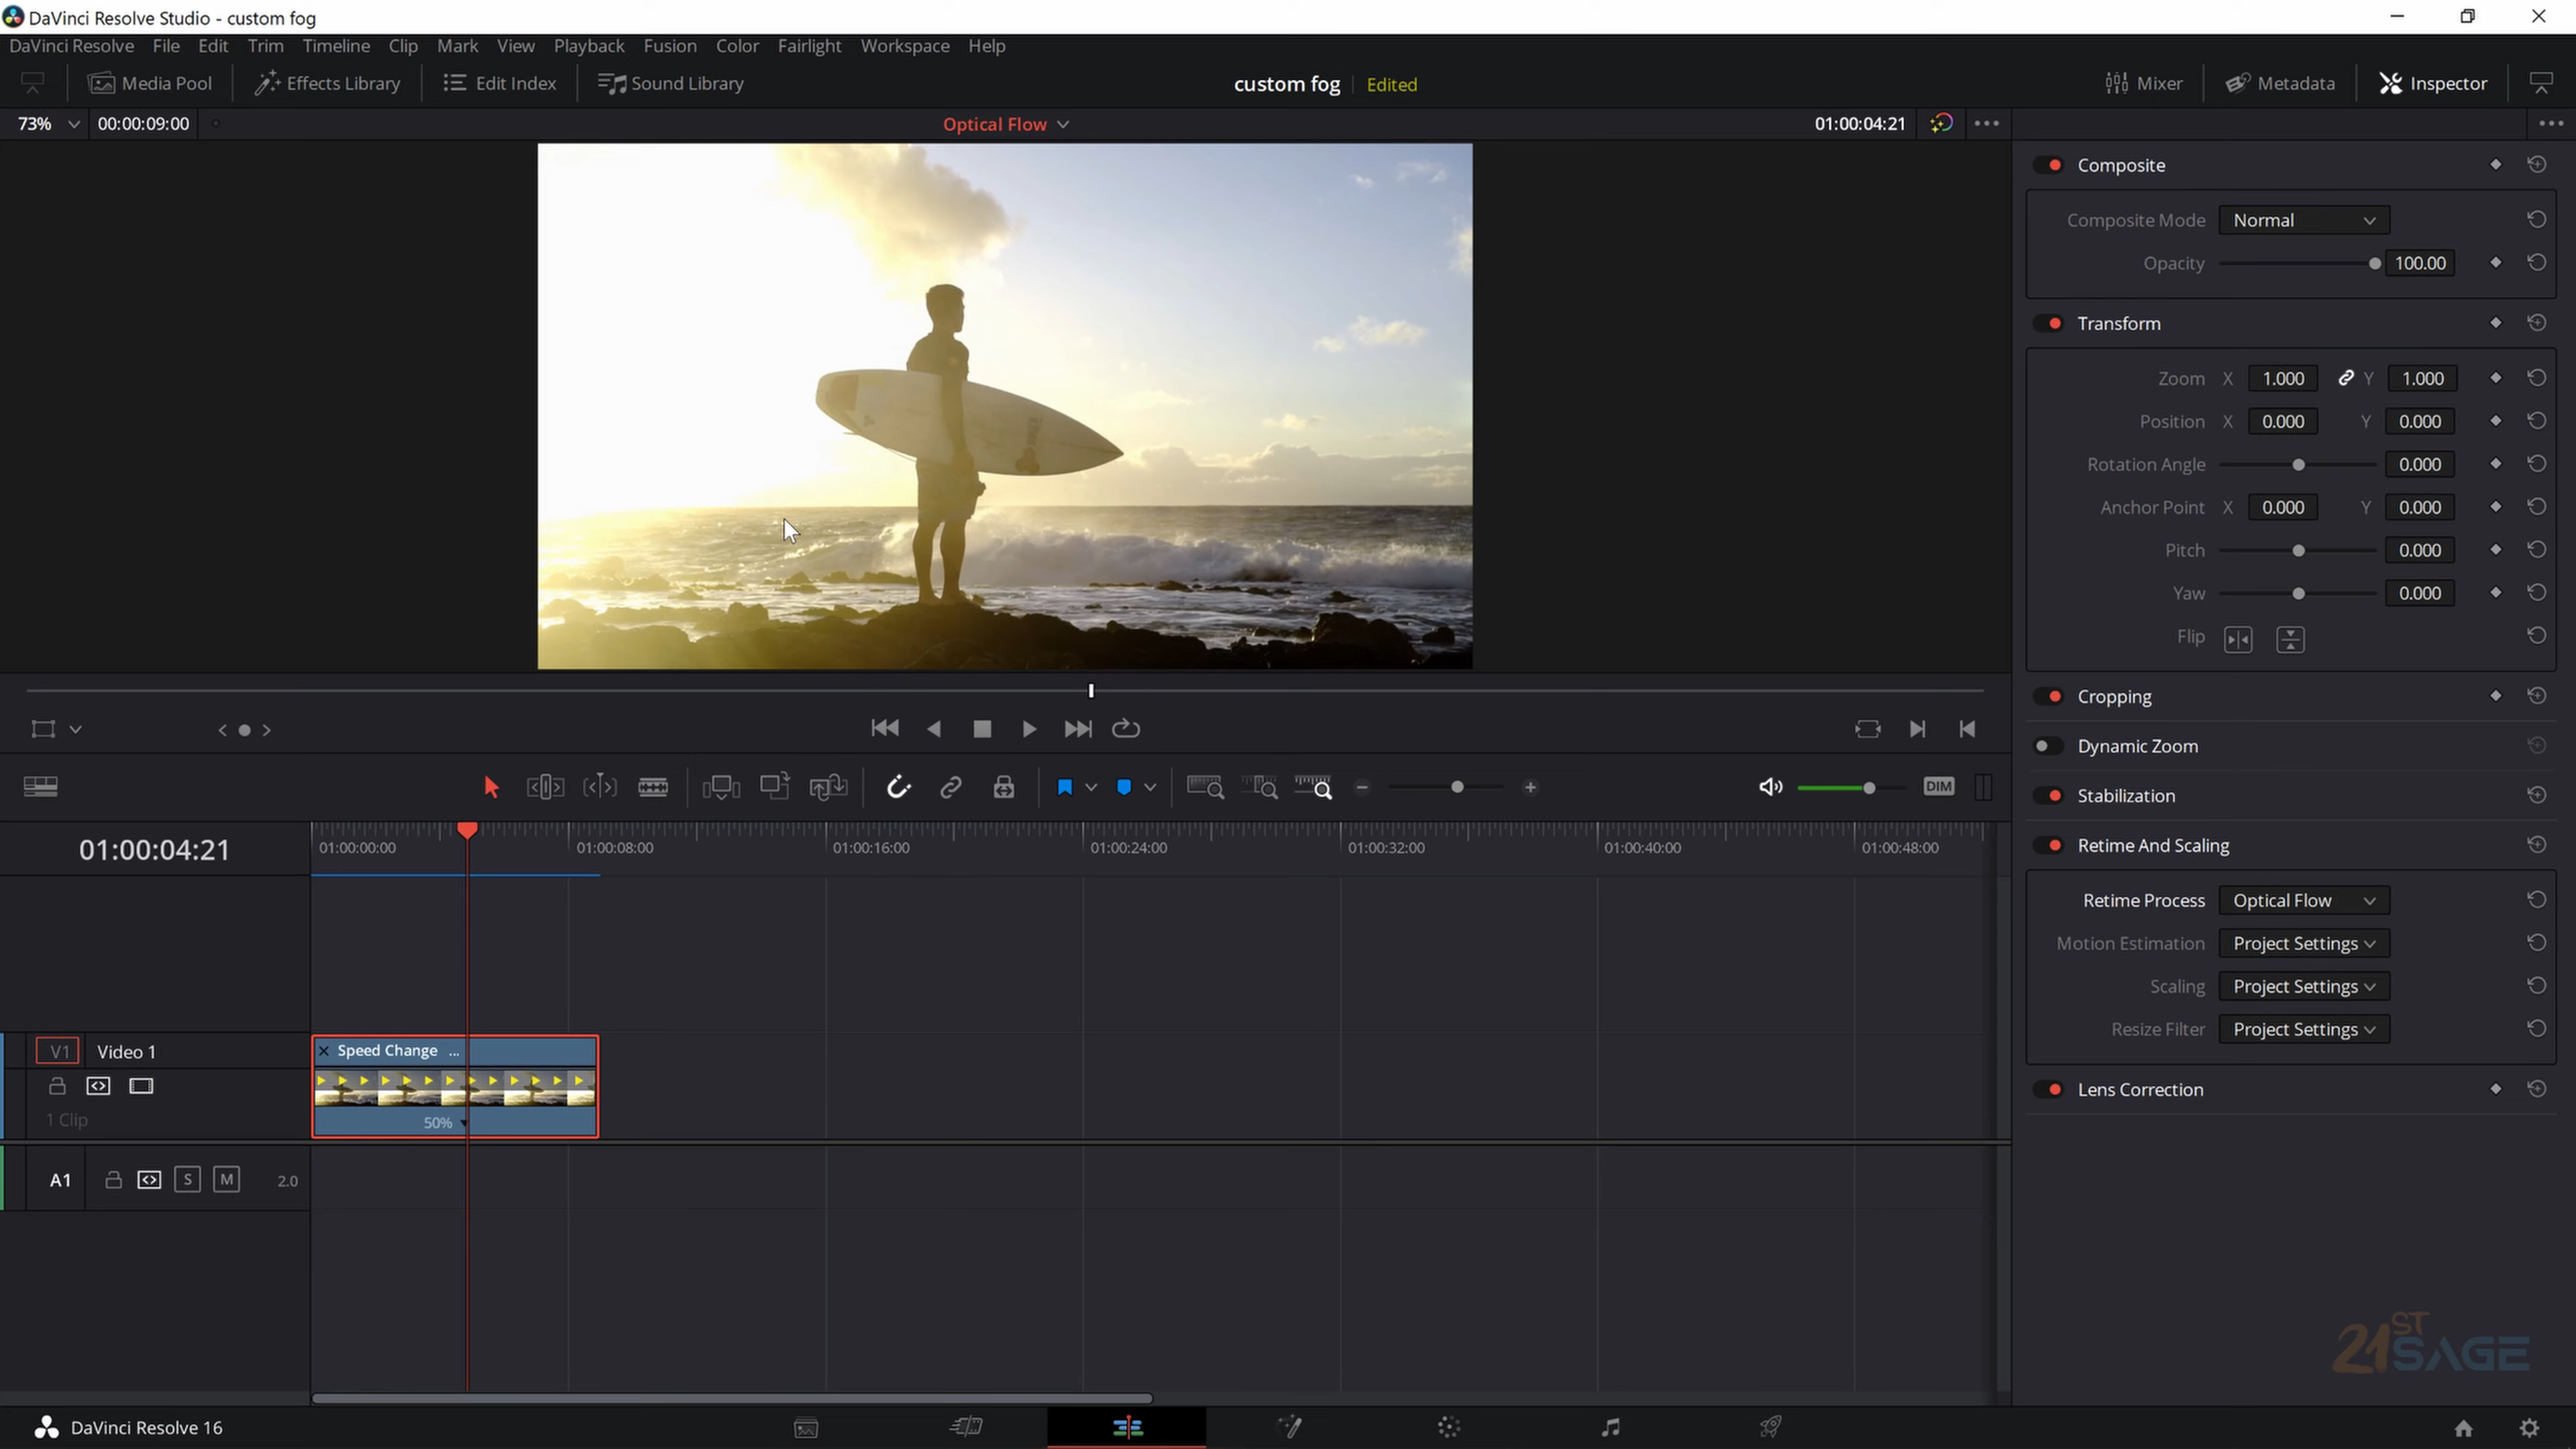 DaVinci Resolve Studio - custom fog
DaVinci Resolve File Edit Trim Timeline Clip Mark View Playback Fusion Color Fairlight Workspace Help
Media Pool Effects Library Edit Index Sound Library custom fog Edited Mixer Metadata Inspector
73% 00:00:09:00 Optical Flow 01:00:04:21
Composite
Composite Mode Normal
Opacity 100.00
Transform
Zoom X 1.000 Y 1.000
Position X 0.000 Y 0.000
Rotation Angle 0.000
Anchor Point X 0.000 Y 0.000
Pitch 0.000
Yaw 0.000
Flip
Cropping
Dynamic Zoom
Stabilization
Retime And Scaling
Retime Process Optical Flow
Motion Estimation Project Settings
Scaling Project Settings
Resize Filter Project Settings
Lens Correction
DIM
01:00:04:21 01:00:00:00 01:00:08:00 01:00:16:00 01:00:24:00 01:00:32:00 01:00:40:00 01:00:48:00
V1 Video 1 Speed Change ...
1 Clip 50%
A1 S M 2.0
21ST SAGE
DaVinci Resolve 16